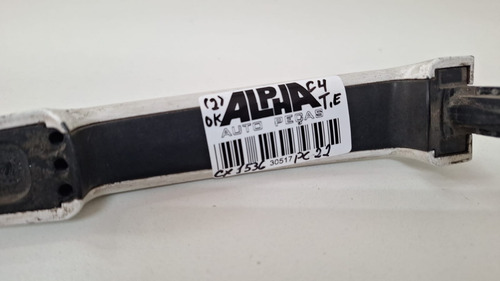 (2) ALPHA C4
OK AUTO PEÇAS T.E
CX 1536 30517 PC 22